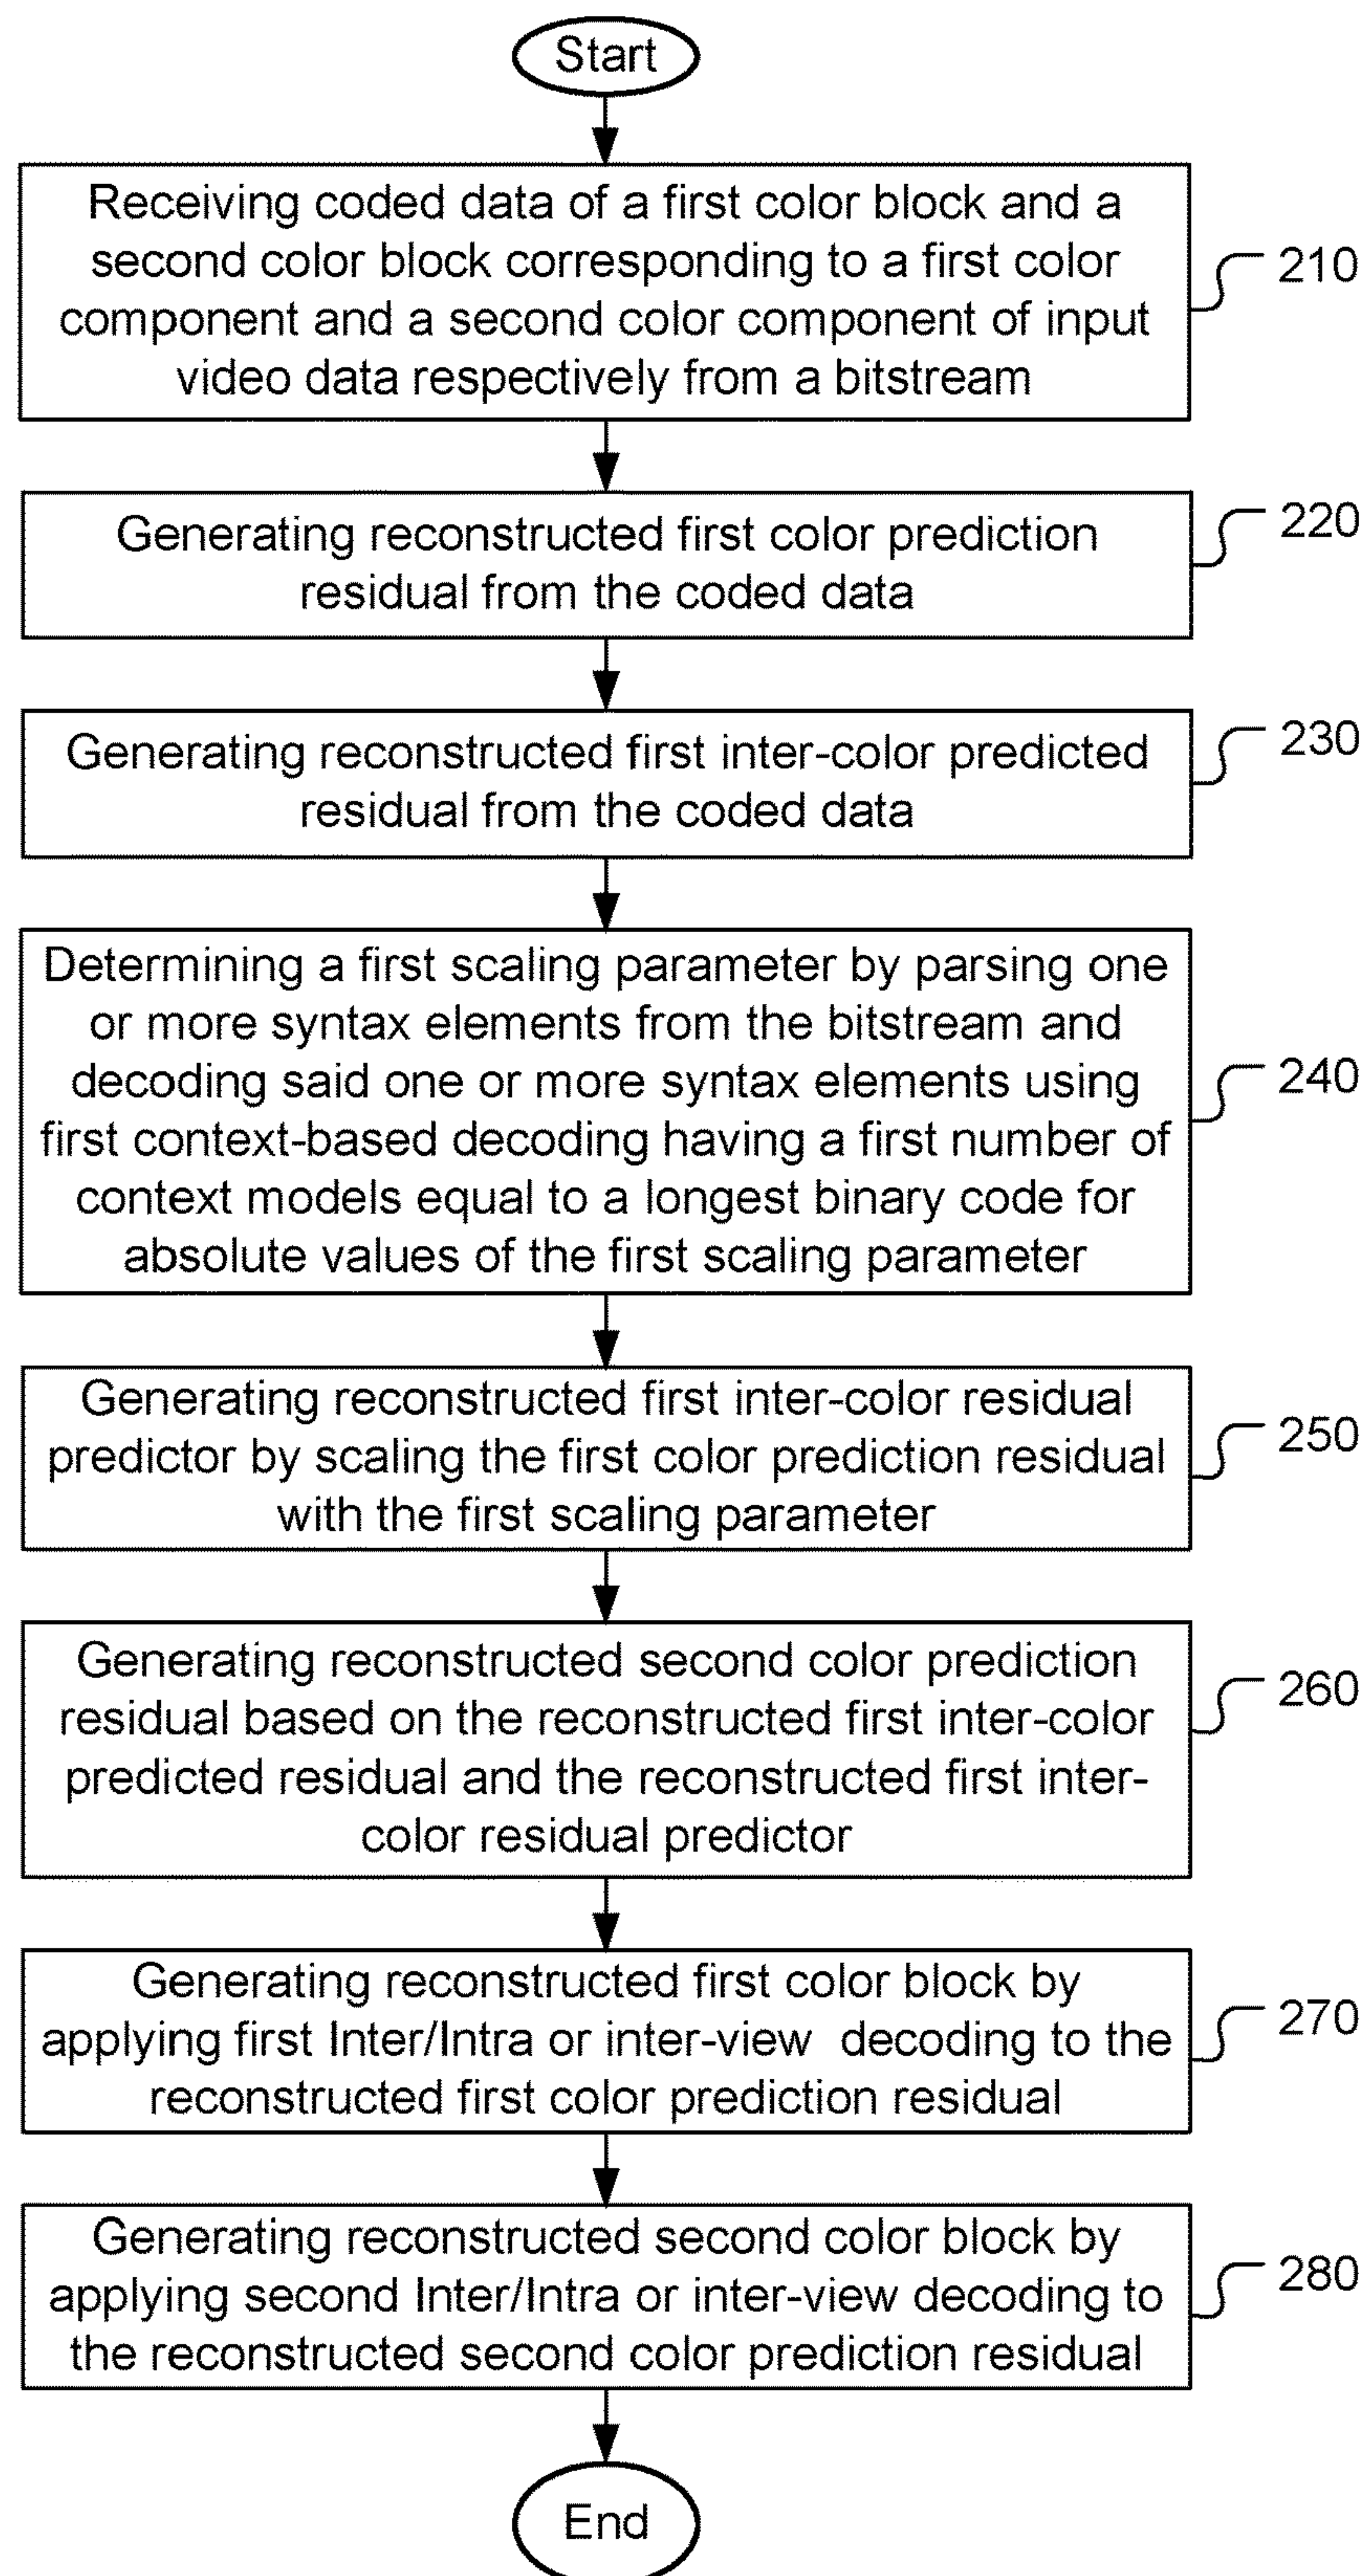 Start
Receiving coded data of a first color block and a
second color block corresponding to a first color
component and a second color component of input
video data respectively from a bitstream
210
Generating reconstructed first color prediction
residual from the coded data
220
Generating reconstructed first inter-color predicted
residual from the coded data
230
Determining a first scaling parameter by parsing one
or more syntax elements from the bitstream and
decoding said one or more syntax elements using
first context-based decoding having a first number of
context models equal to a longest binary code for
absolute values of the first scaling parameter
240
Generating reconstructed first inter-color residual
predictor by scaling the first color prediction residual
with the first scaling parameter
250
Generating reconstructed second color prediction
residual based on the reconstructed first inter-color
predicted residual and the reconstructed first inter-
color residual predictor
260
Generating reconstructed first color block by
applying first Inter/Intra or inter-view decoding to the
reconstructed first color prediction residual
270
Generating reconstructed second color block by
applying second Inter/Intra or inter-view decoding to
the reconstructed second color prediction residual
280
End